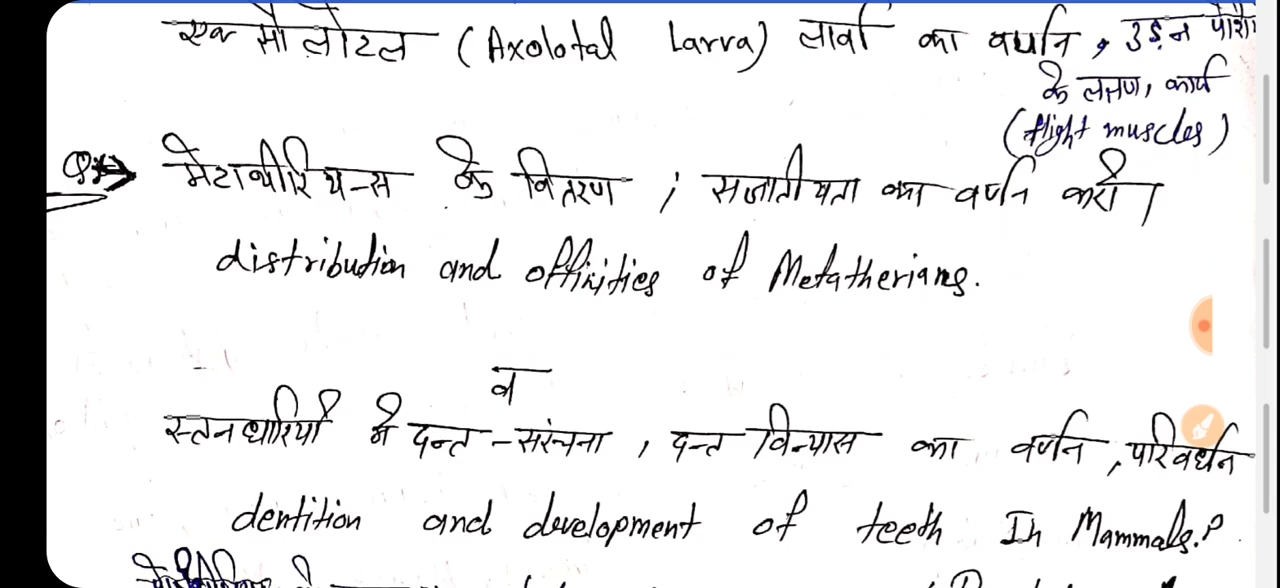 एक्सोलोटल (Axolotal Larva) लार्वा का वर्णन, उड़न पेशी
के लक्षण, कार्य
(flight muscles)
मेटाथीरियन्स के वितरण, सजातीयता का वर्णन करो।
distribution and affinities of Metatherians.
व
स्तनधारियों में दन्त-संरचना, दन्त विन्यास का वर्णन, परिवर्धन
dentition and development of teeth In Mammals.?